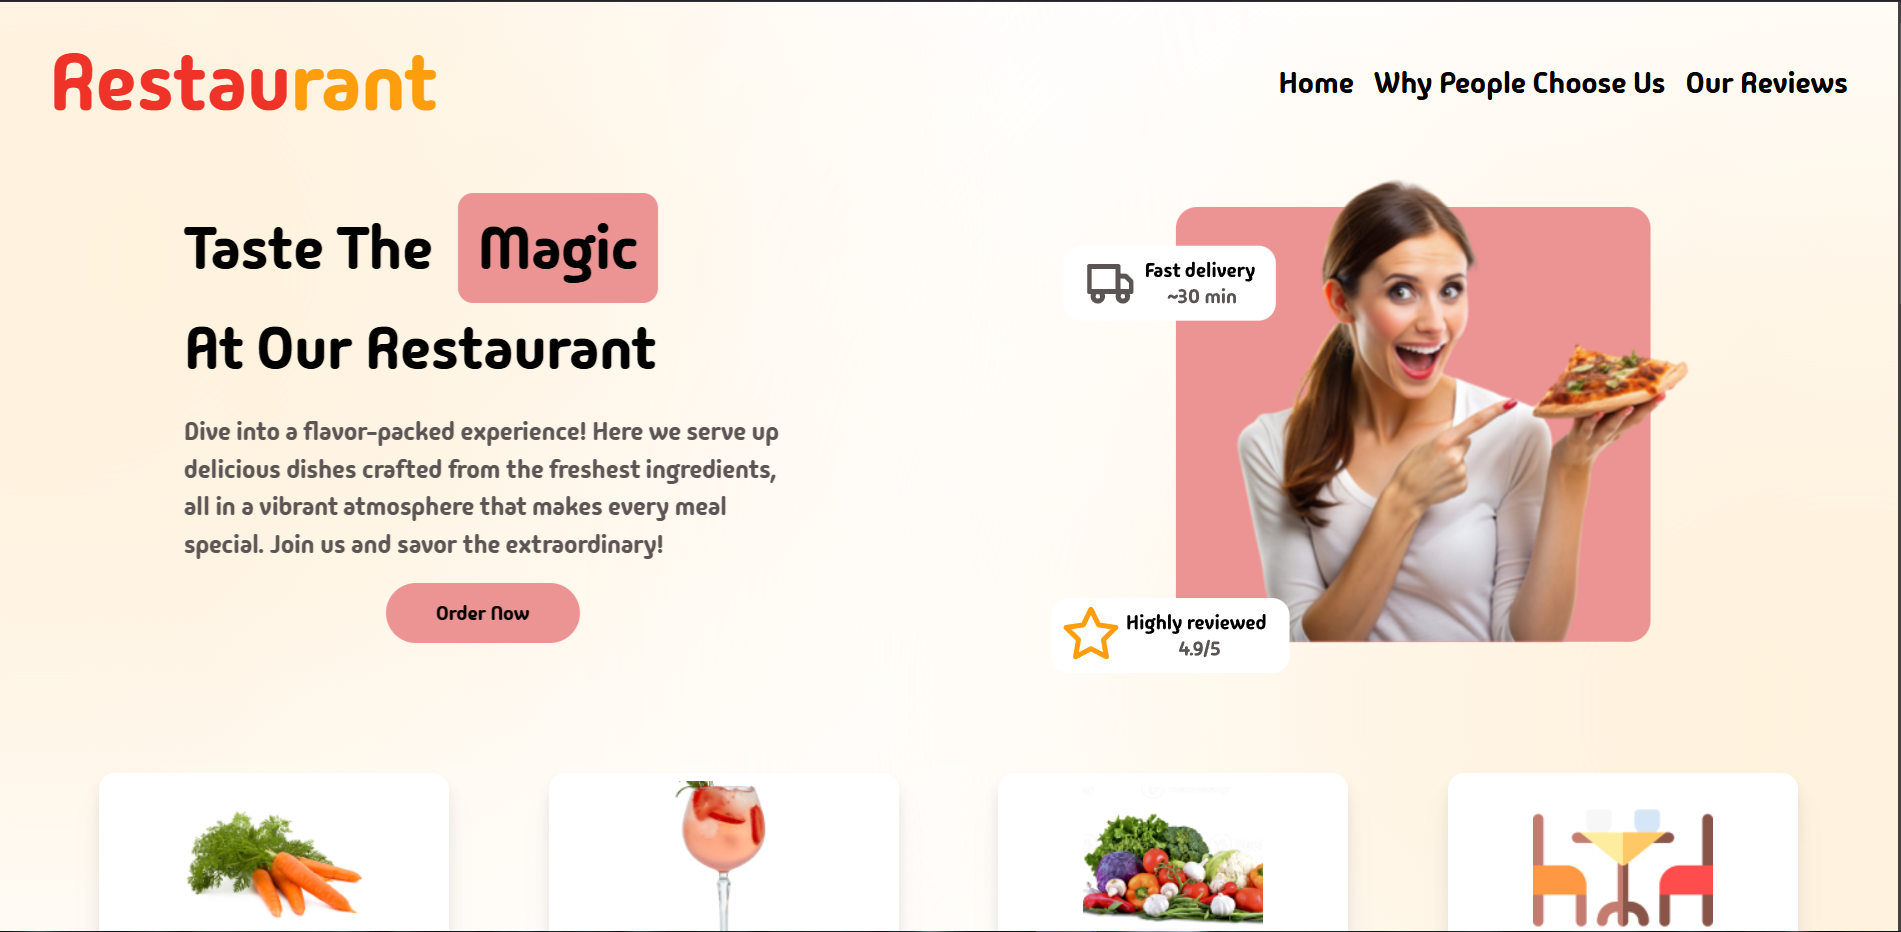 Restaurant
Home Why People Choose Us Our Reviews
Taste The Magic
At Our Restaurant
Dive into a flavor-packed experience! Here we serve up
delicious dishes crafted from the freshest ingredients,
all in a vibrant atmosphere that makes every meal
special. Join us and savor the extraordinary!
Order Now
Fast delivery
~30 min
Highly reviewed
4.9/5